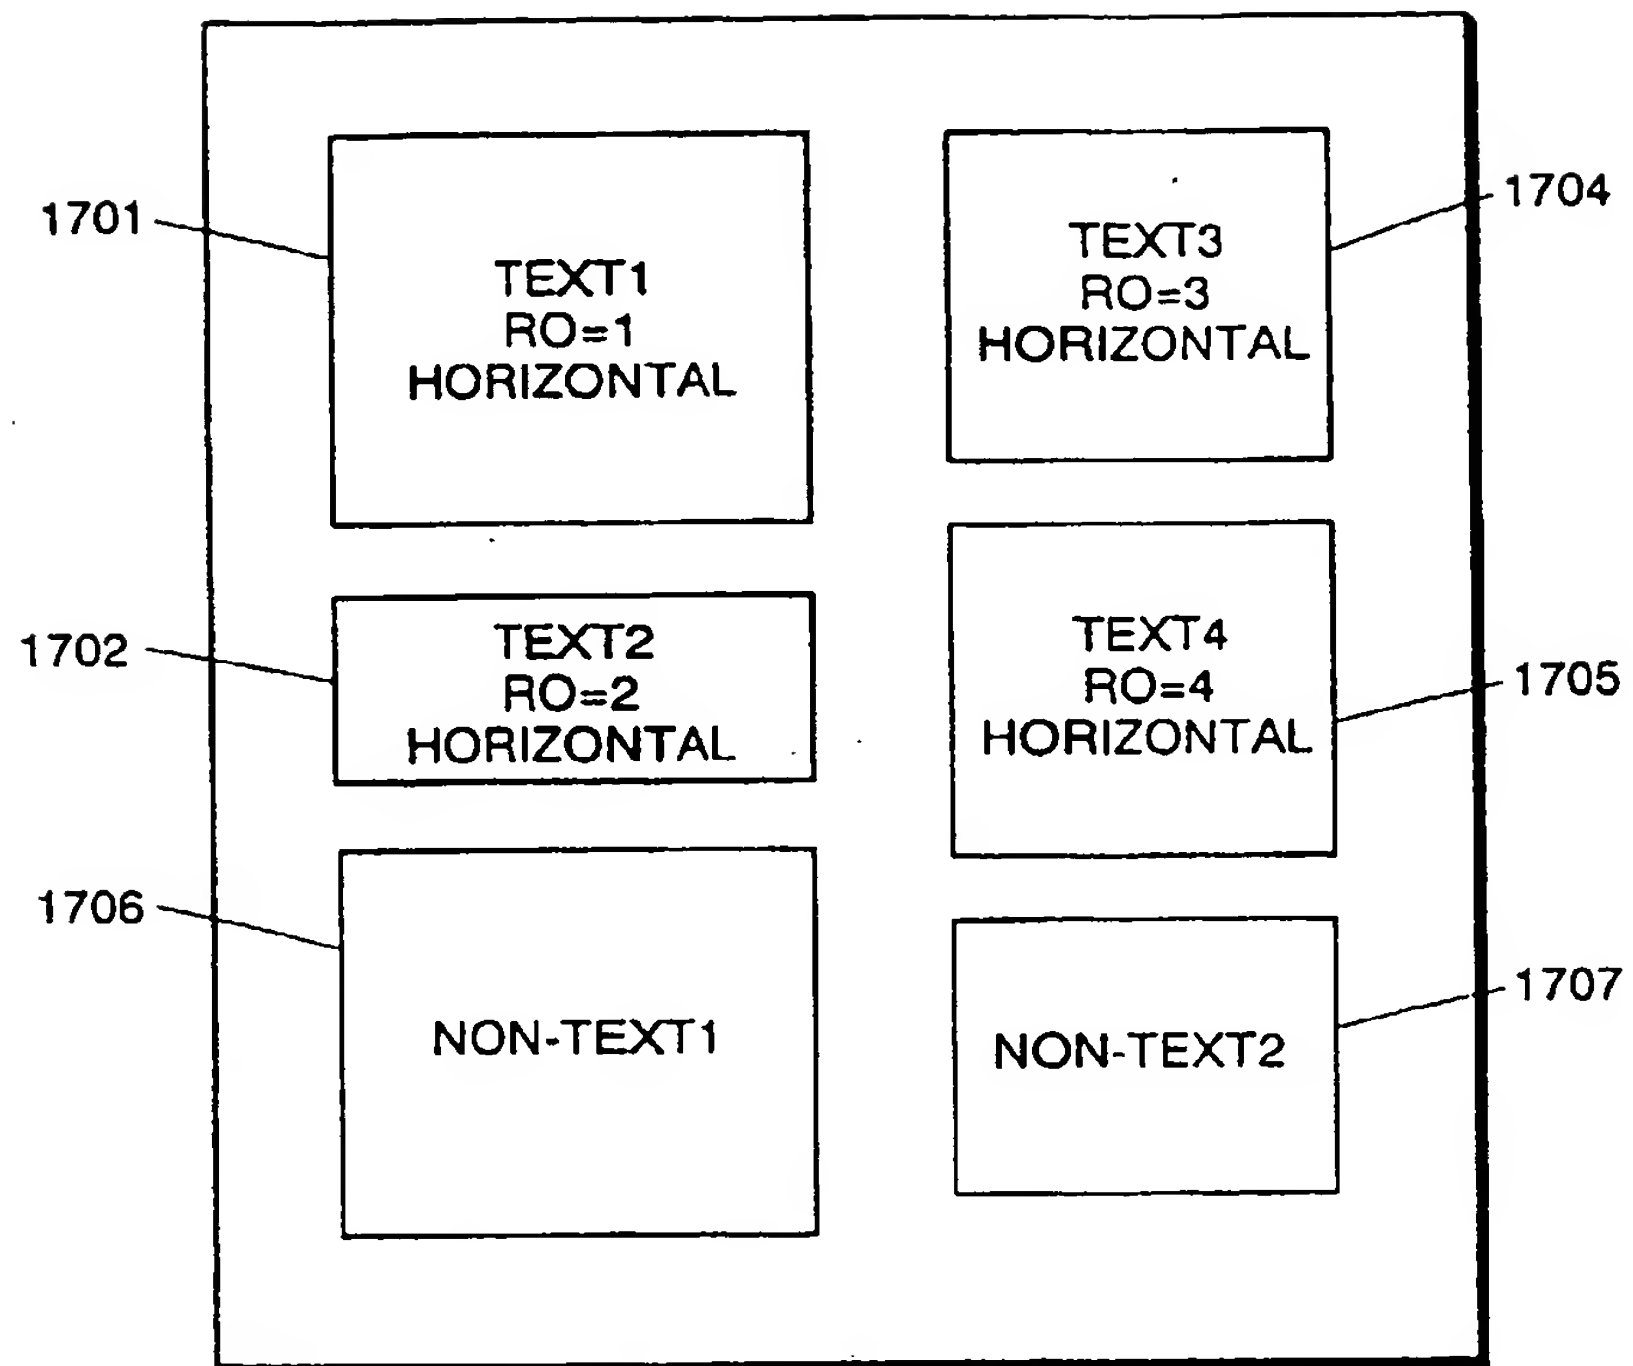 1701
TEXT1
RO=1
HORIZONTAL
1702
TEXT2
RO=2
HORIZONTAL
1706
NON-TEXT1
1704
TEXT3
RO=3
HORIZONTAL
1705
TEXT4
RO=4
HORIZONTAL
1707
NON-TEXT2